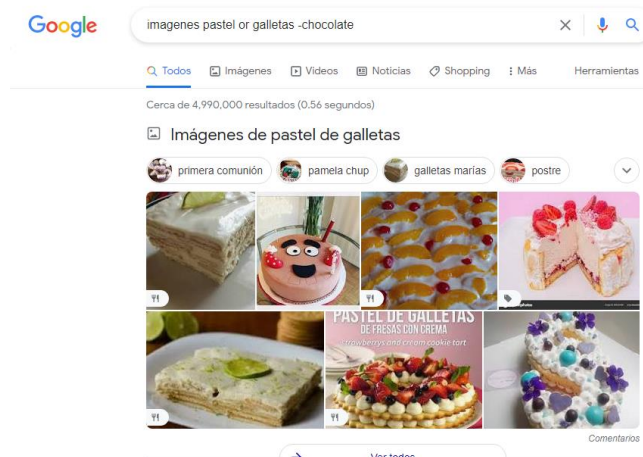 Google
imagenes pastel or galletas -chocolate
Todos Imágenes Videos Noticias Shopping Más Herramientas
Cerca de 4,990,000 resultados (0.56 segundos)
Imágenes de pastel de galletas
primera comunión pamela chup galletas marías postre
PASTEL DE GALLETAS
DE FRESAS CON CREMA
strawberrys and cream cookie tart
Comentarios
Ver todos